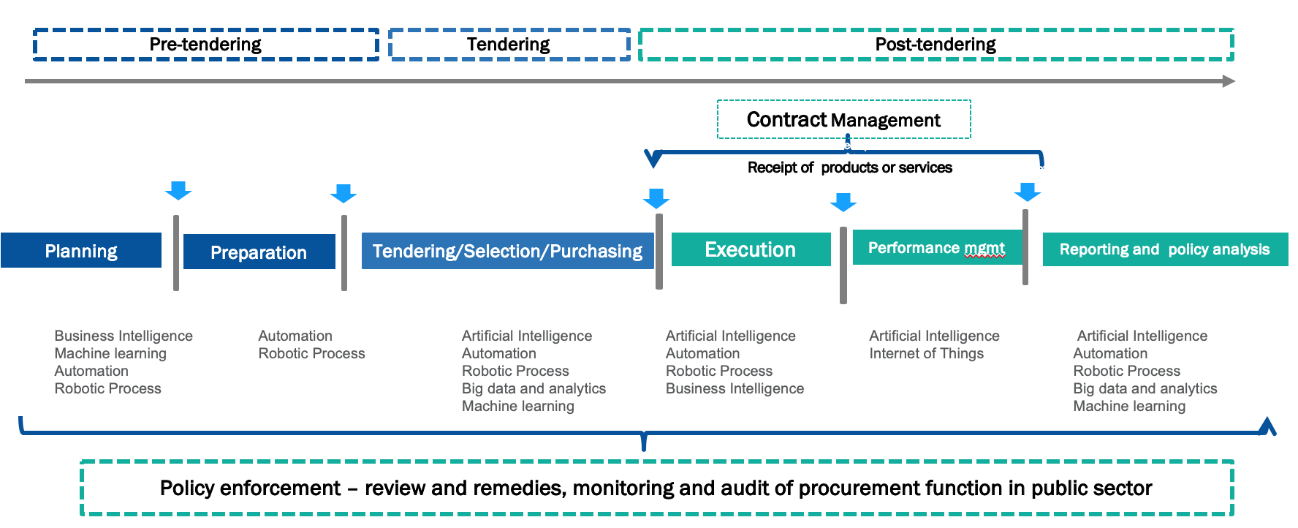 Pre-tendering
Tendering
Post-tendering
Contract Management
Receipt of products or services
Planning
Preparation
Tendering/Selection/Purchasing
Execution
Performance mgmt
Reporting and policy analysis
Business Intelligence
Machine learning
Automation
Robotic Process
Automation
Robotic Process
Artificial Intelligence
Automation
Robotic Process
Big data and analytics
Machine learning
Artificial Intelligence
Automation
Robotic Process
Business Intelligence
Artificial Intelligence
Internet of Things
Artificial Intelligence
Automation
Robotic Process
Big data and analytics
Machine learning
Policy enforcement – review and remedies, monitoring and audit of procurement function in public sector